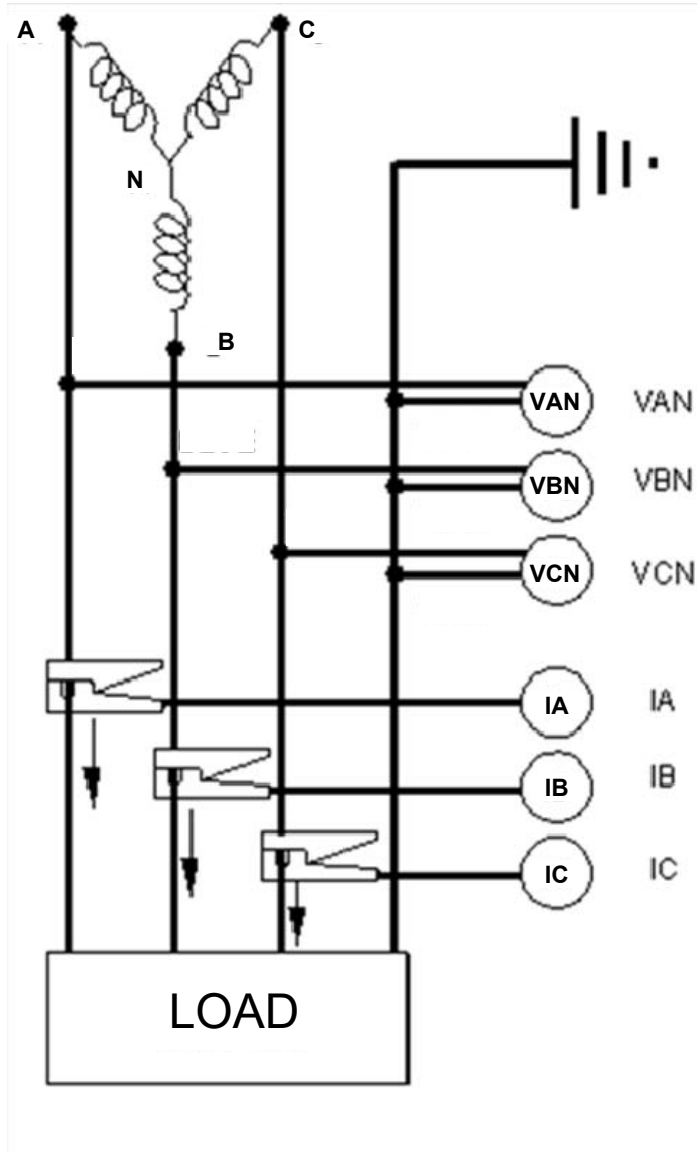 A
C
N
B
VAN VAN
VBN VBN
VCN VCN
IA IA
IB IB
IC IC
LOAD